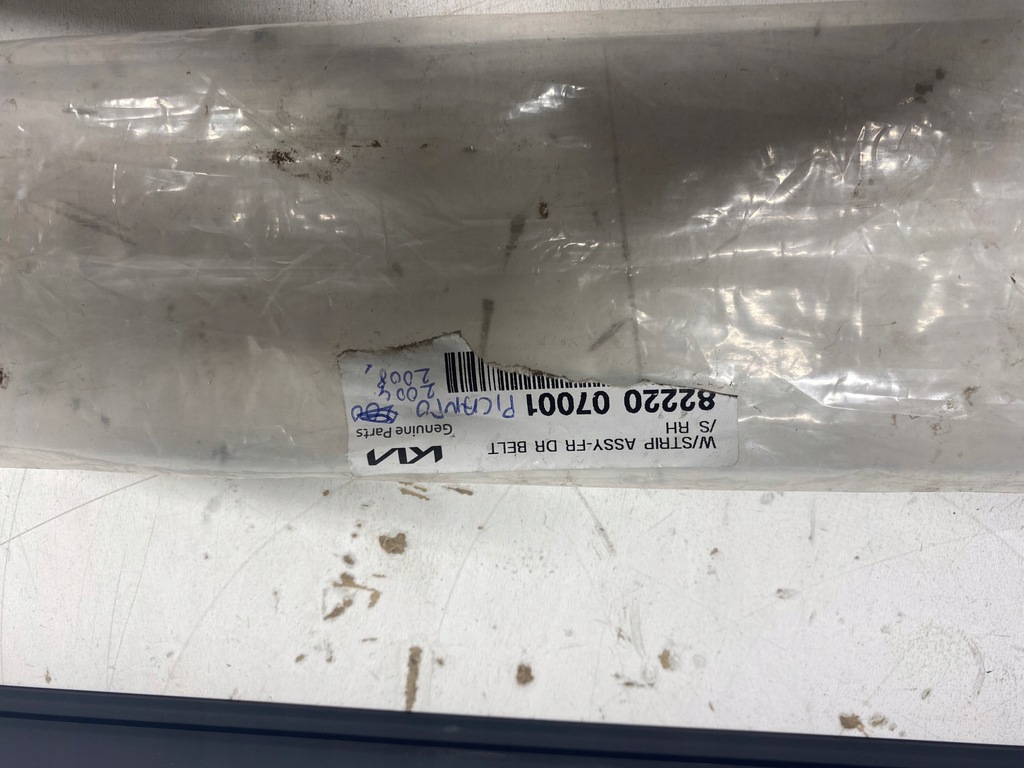 W/STRIP ASSY-FR DR BELT
/S RH
KIA
Genuine Parts
82220 07001
PICANTO
2004
2008,